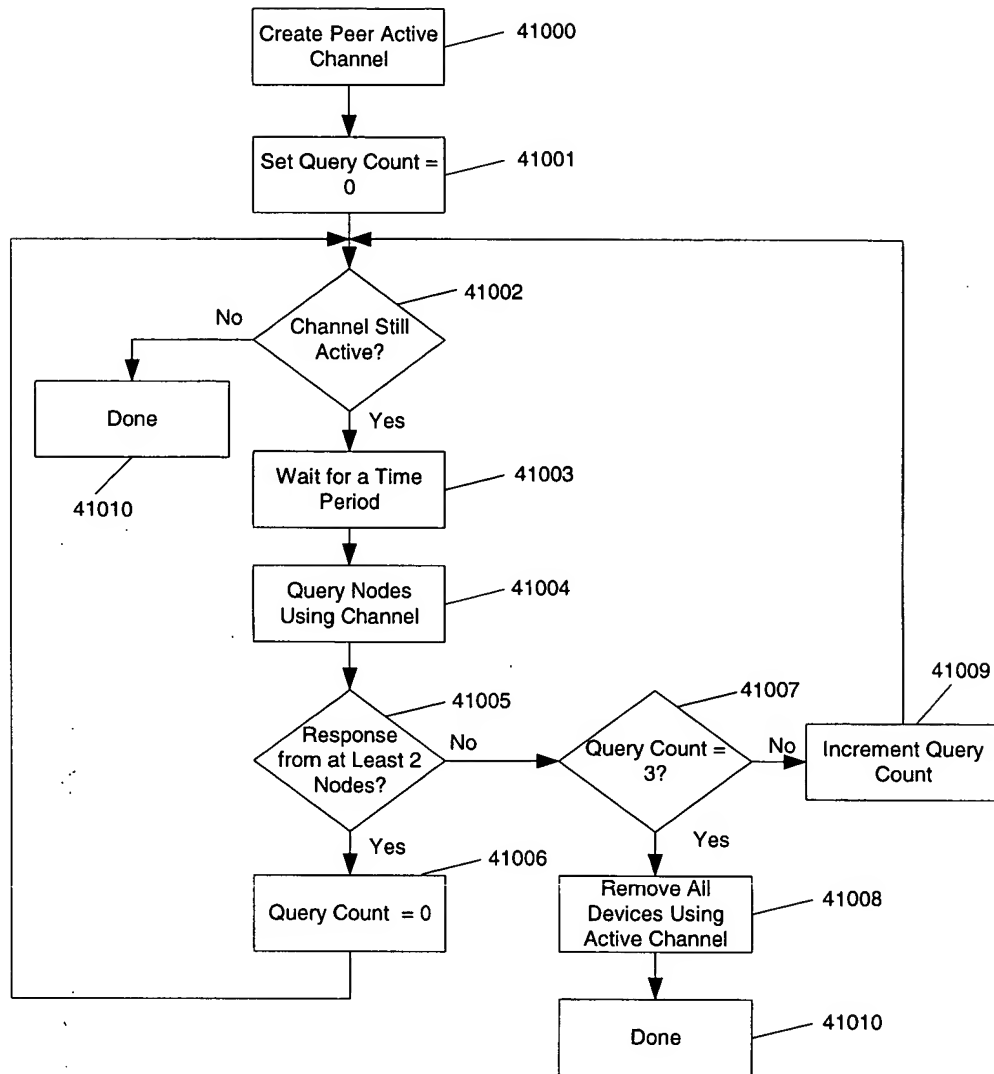 Create Peer Active
Channel
41000
Set Query Count =
0
41001
41002
No
Channel Still
Active?
Done
Yes
41010
Wait for a Time
Period
41003
Query Nodes
Using Channel
41004
41005
Response
from at Least 2
Nodes?
No
41007
Query Count =
3?
No
41009
Increment Query
Count
Yes
41006
Query Count = 0
Yes
Remove All
Devices Using
Active Channel
41008
Done
41010